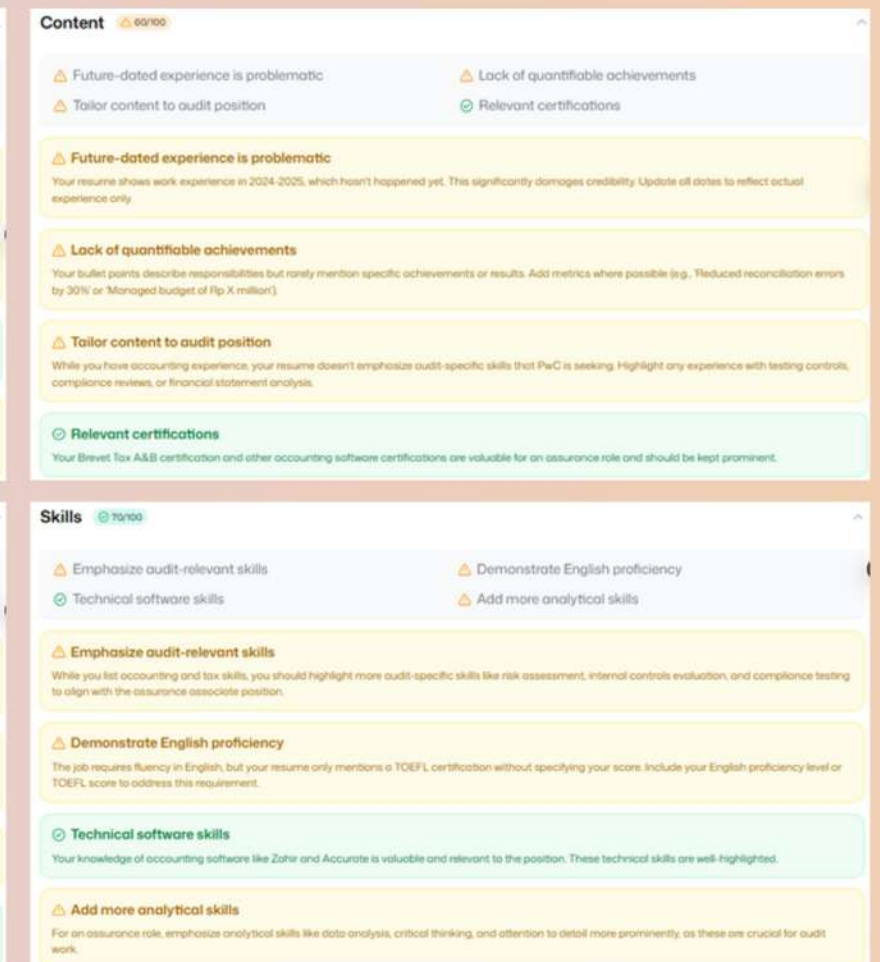 Content 60/100
Future-dated experience is problematic
Lack of quantifiable achievements
Tailor content to audit position
Relevant certifications
Future-dated experience is problematic
Your resume shows work experience in 2024-2025, which hasn't happened yet. This significantly damages credibility. Update all dates to reflect actual
experience only.
Lack of quantifiable achievements
Your bullet points describe responsibilities but rarely mention specific achievements or results. Add metrics where possible (e.g., 'Reduced reconciliation errors
by 30%' or 'Managed budget of Rp X million').
Tailor content to audit position
While you have accounting experience, your resume doesn't emphasize audit-specific skills that PwC is seeking. Highlight any experience with testing controls,
compliance reviews, or financial statement analysis.
Relevant certifications
Your Brevet Tax A&B certification and other accounting software certifications are valuable for an assurance role and should be kept prominent.
Skills 70/100
Emphasize audit-relevant skills
Demonstrate English proficiency
Technical software skills
Add more analytical skills
Emphasize audit-relevant skills
While you list accounting and tax skills, you should highlight more audit-specific skills like risk assessment, internal controls evaluation, and compliance testing
to align with the assurance associate position.
Demonstrate English proficiency
The job requires fluency in English, but your resume only mentions a TOEFL certification without specifying your score. Include your English proficiency level or
TOEFL score to address this requirement.
Technical software skills
Your knowledge of accounting software like Zahir and Accurate is valuable and relevant to the position. These technical skills are well-highlighted.
Add more analytical skills
For an assurance role, emphasize analytical skills like data analysis, critical thinking, and attention to detail more prominently, as these are crucial for audit
work.